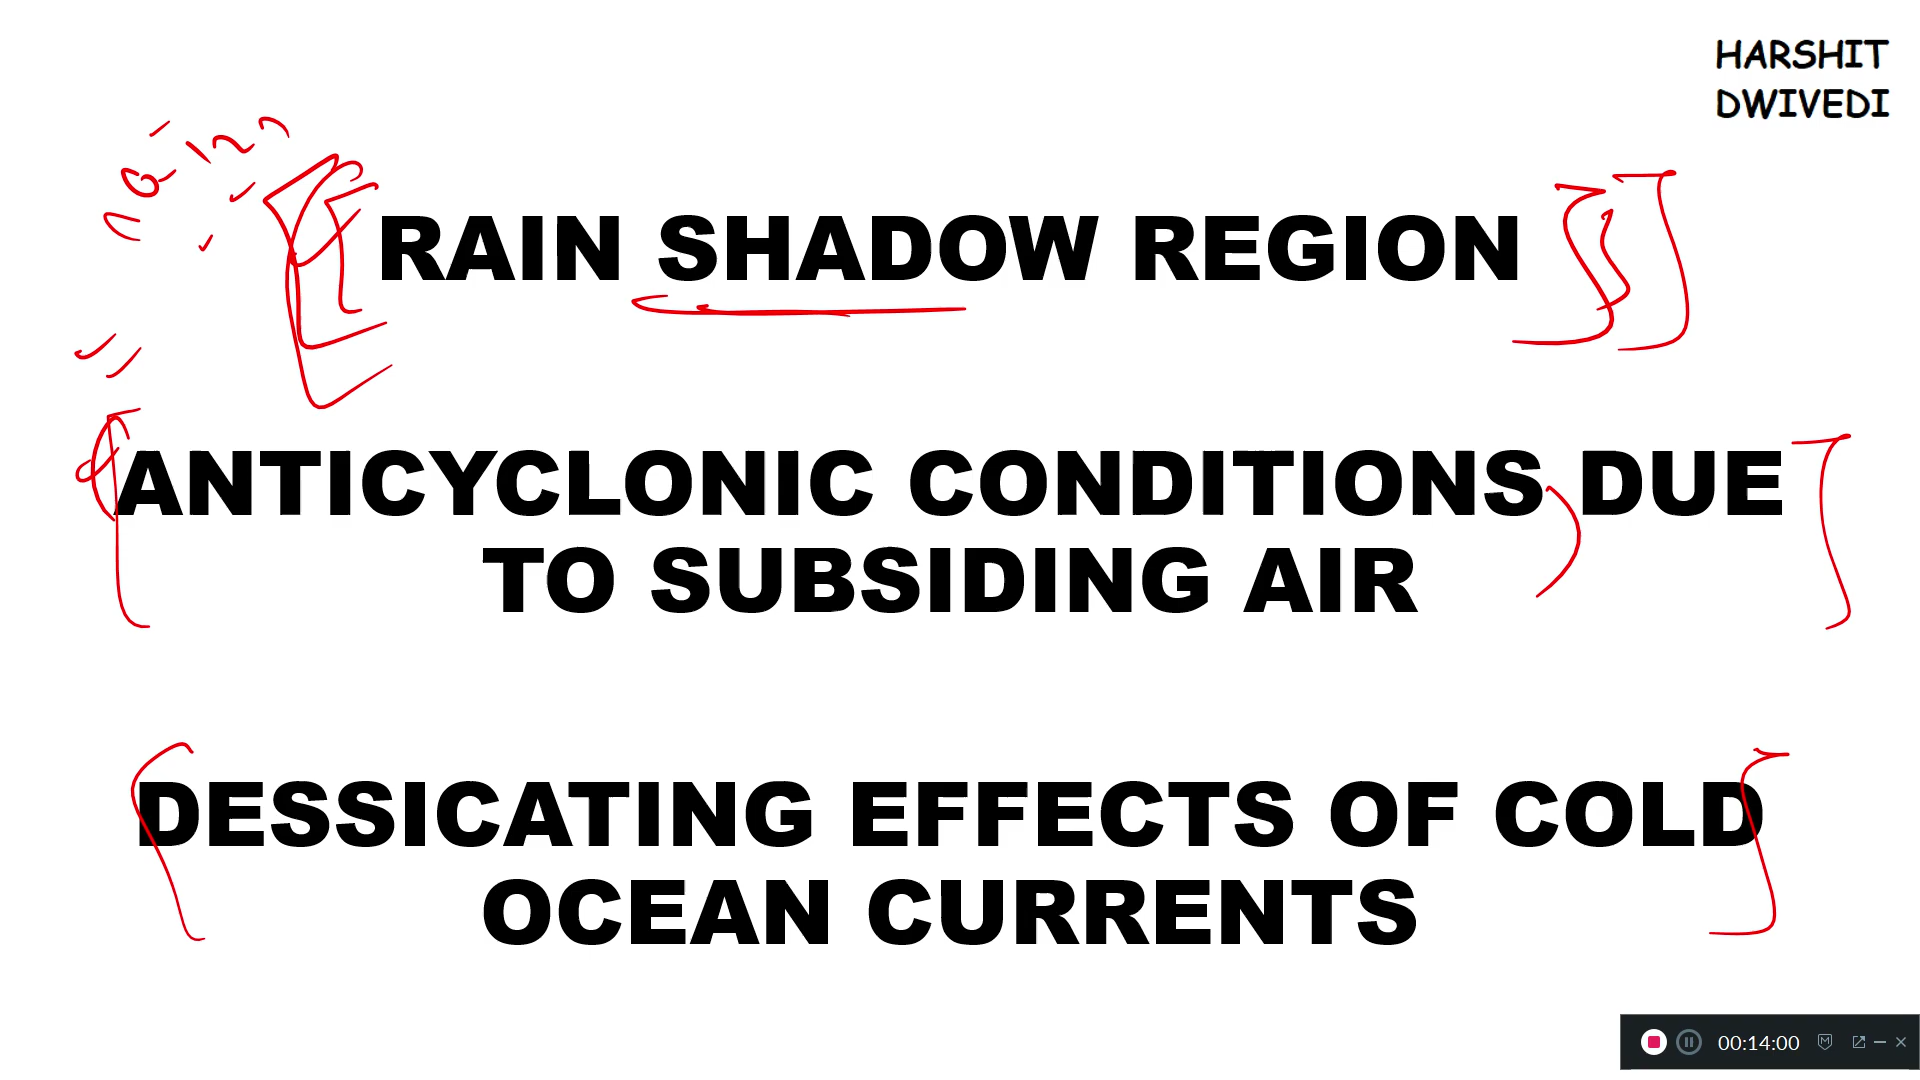 HARSHIT
DWIVEDI
RAIN SHADOW REGION
ANTICYCLONIC CONDITIONS DUE
TO SUBSIDING AIR
DESSICATING EFFECTS OF COLD
OCEAN CURRENTS
00:14:00